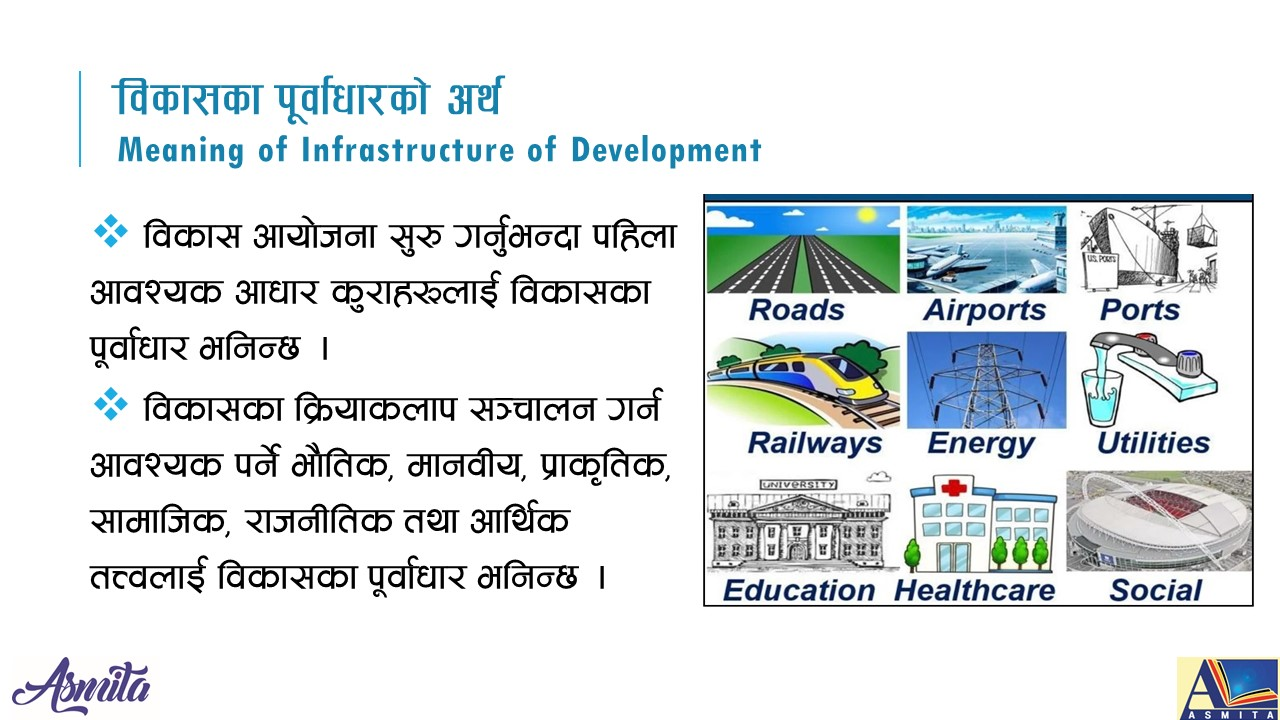 विकासका पूर्वाधारको अर्थ
Meaning of Infrastructure of Development
❖ विकास आयोजना सुरु गर्नुभन्दा पहिला
आवश्यक आधार कुराहरूलाई विकासका
पूर्वाधार भनिन्छ ।
❖ विकासका क्रियाकलाप सञ्चालन गर्न
आवश्यक पर्ने भौतिक, मानवीय, प्राकृतिक,
सामाजिक, राजनीतिक तथा आर्थिक
तत्त्वलाई विकासका पूर्वाधार भनिन्छ ।
U.S. PORTS
Roads Airports Ports
Railways Energy Utilities
UNIVERSITY
Education Healthcare Social
Asmita
A
ASMITA